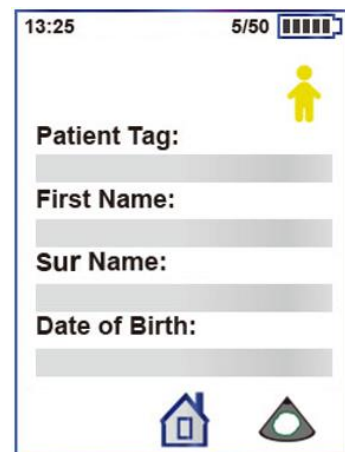 13:25 5/50
Patient Tag:
First Name:
Sur Name:
Date of Birth: